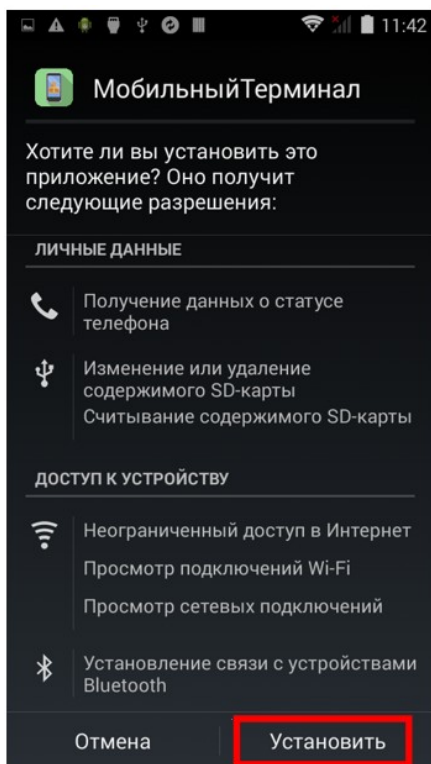 11:42
МобильныйТерминал
Хотите ли вы установить это
приложение? Оно получит
следующие разрешения:
ЛИЧНЫЕ ДАННЫЕ
Получение данных о статусе
телефона
Изменение или удаление
содержимого SD-карты
Считывание содержимого SD-карты
ДОСТУП К УСТРОЙСТВУ
Неограниченный доступ в Интернет
Просмотр подключений Wi-Fi
Просмотр сетевых подключений
Установление связи с устройствами
Bluetooth
Отмена
Установить